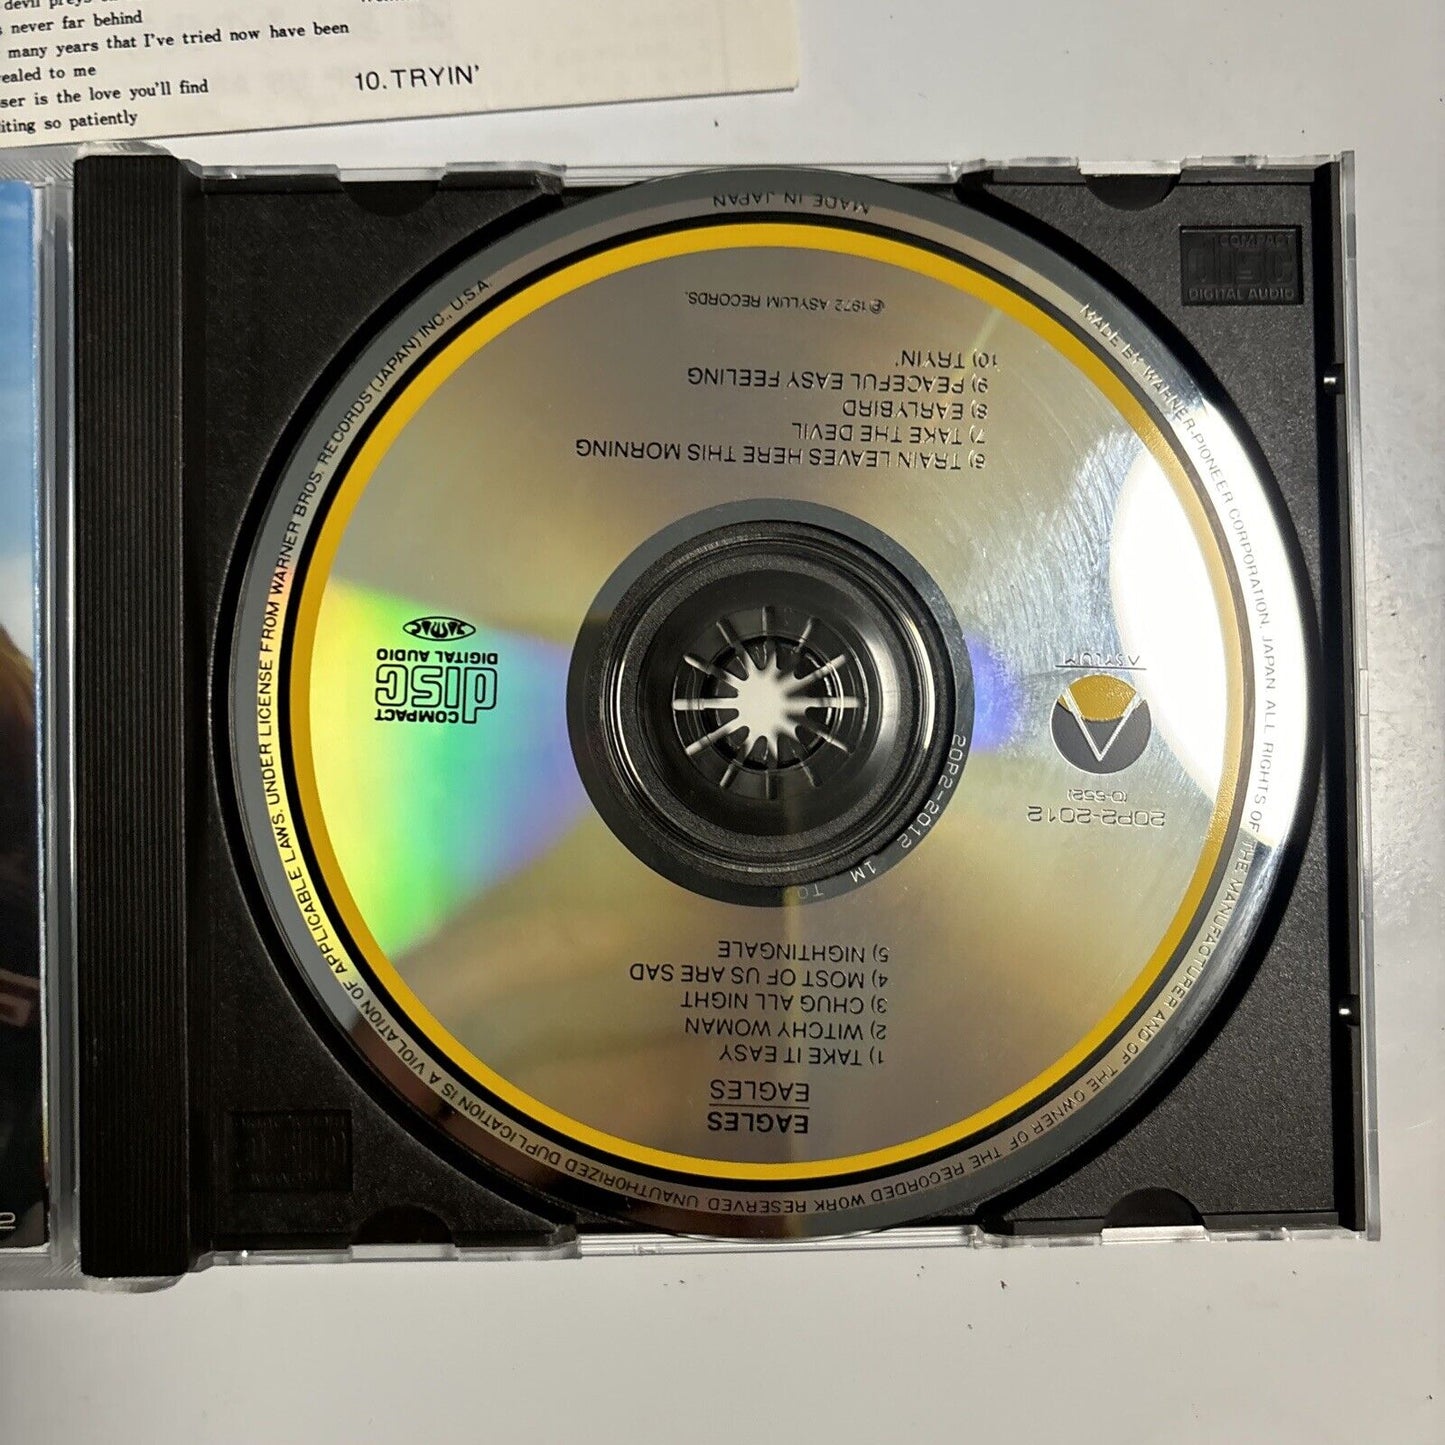 s never far behind
many years that I've tried now have been
ealed to me
ser is the love you'll find
iting so patiently
10.TRYIN'
EAGLES
EAGLES
1) TAKE IT EASY
2) WITCHY WOMAN
3) CHUG ALL NIGHT
4) MOST OF US ARE SAD
5) NIGHTINGALE
20P2-2012
ASYLUM
COMPACT
disc
DIGITAL AUDIO
6) TRAIN LEAVES HERE THIS MORNING
7) TAKE THE DEVIL
8) EARLYBIRD
9) PEACEFUL EASY FEELING
10) TRYIN'
℗1972 ASYLUM RECORDS.
MADE BY WARNER-PIONEER CORPORATION, JAPAN ALL RIGHTS OF THE MANUFACTURER AND OF THE OWNER OF THE RECORDED WORK RESERVED. UNAUTHORIZED DUPLICATION IS A VIOLATION OF APPLICABLE LAWS. UNDER LICENSE FROM WARNER BROS. RECORDS (JAPAN) INC., U.S.A.
MADE IN JAPAN
20P2-2012 1M TO
COMPACT
disc
DIGITAL AUDIO
2